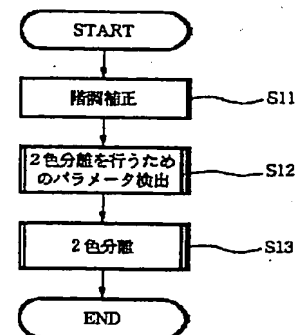 START
階調補正
S11
2色分離を行うため
のパラメータ検出
S12
2色分離
S13
END